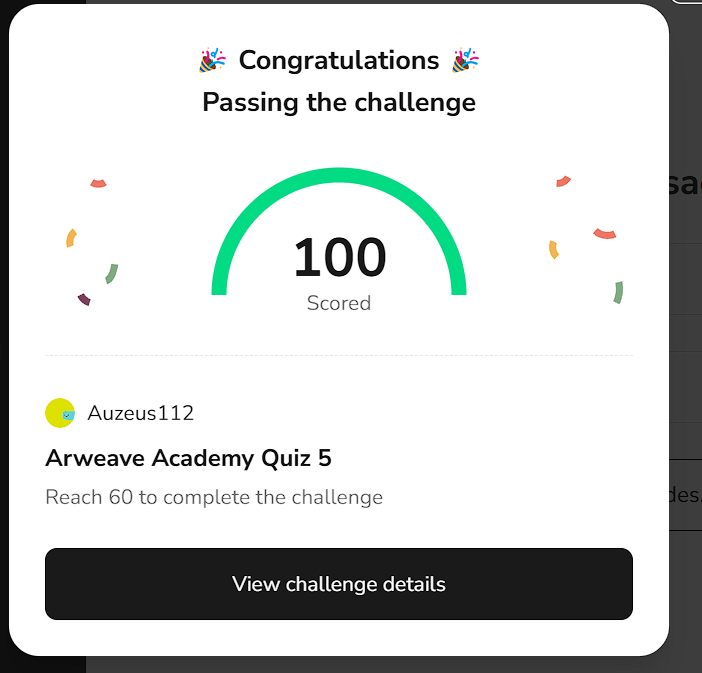 🎉 Congratulations 🎉
Passing the challenge
100
Scored
Auzeus112
Arweave Academy Quiz 5
Reach 60 to complete the challenge
View challenge details